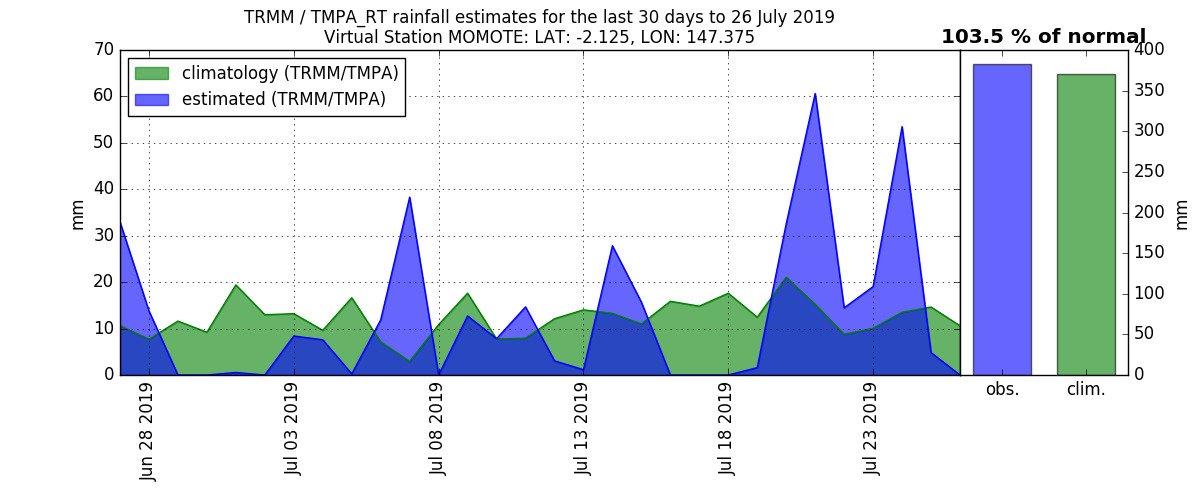 TRMM / TMPA_RT rainfall estimates for the last 30 days to 26 July 2019
Virtual Station MOMOTE: LAT: -2.125, LON: 147.375
103.5 % of normal
climatology (TRMM/TMPA)
estimated (TRMM/TMPA)
mm
70
60
50
40
30
20
10
0
Jun 28 2019
Jul 03 2019
Jul 08 2019
Jul 13 2019
Jul 18 2019
Jul 23 2019
400
350
300
250
200
150
100
50
0
mm
obs.
clim.